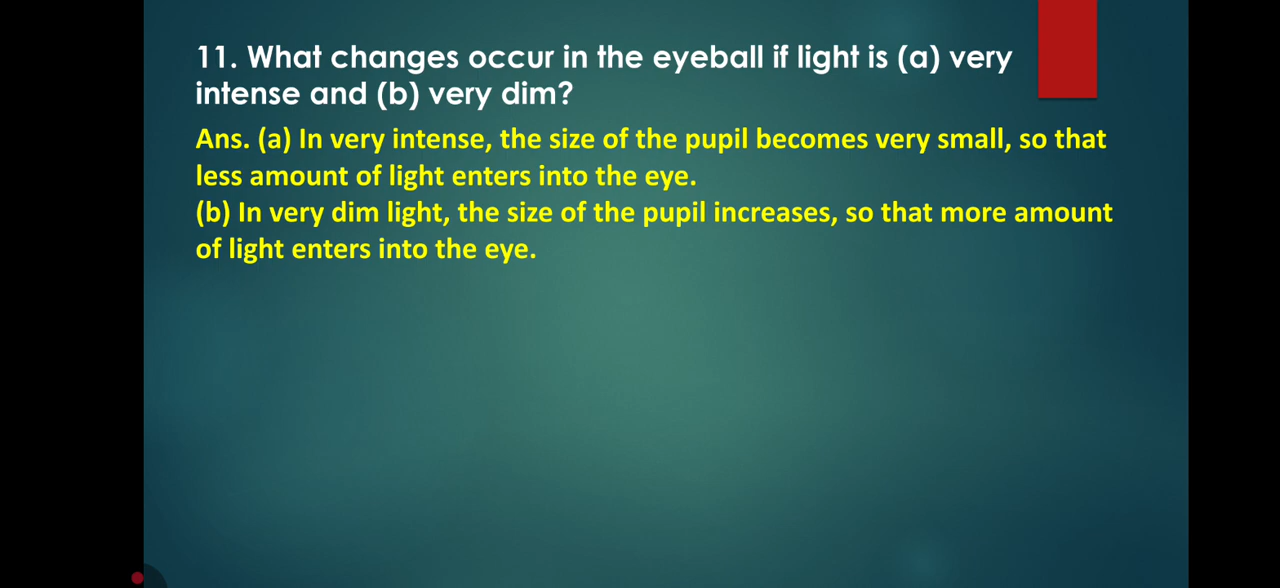 11. What changes occur in the eyeball if light is (a) very
intense and (b) very dim?
Ans. (a) In very intense, the size of the pupil becomes very small, so that
less amount of light enters into the eye.
(b) In very dim light, the size of the pupil increases, so that more amount
of light enters into the eye.